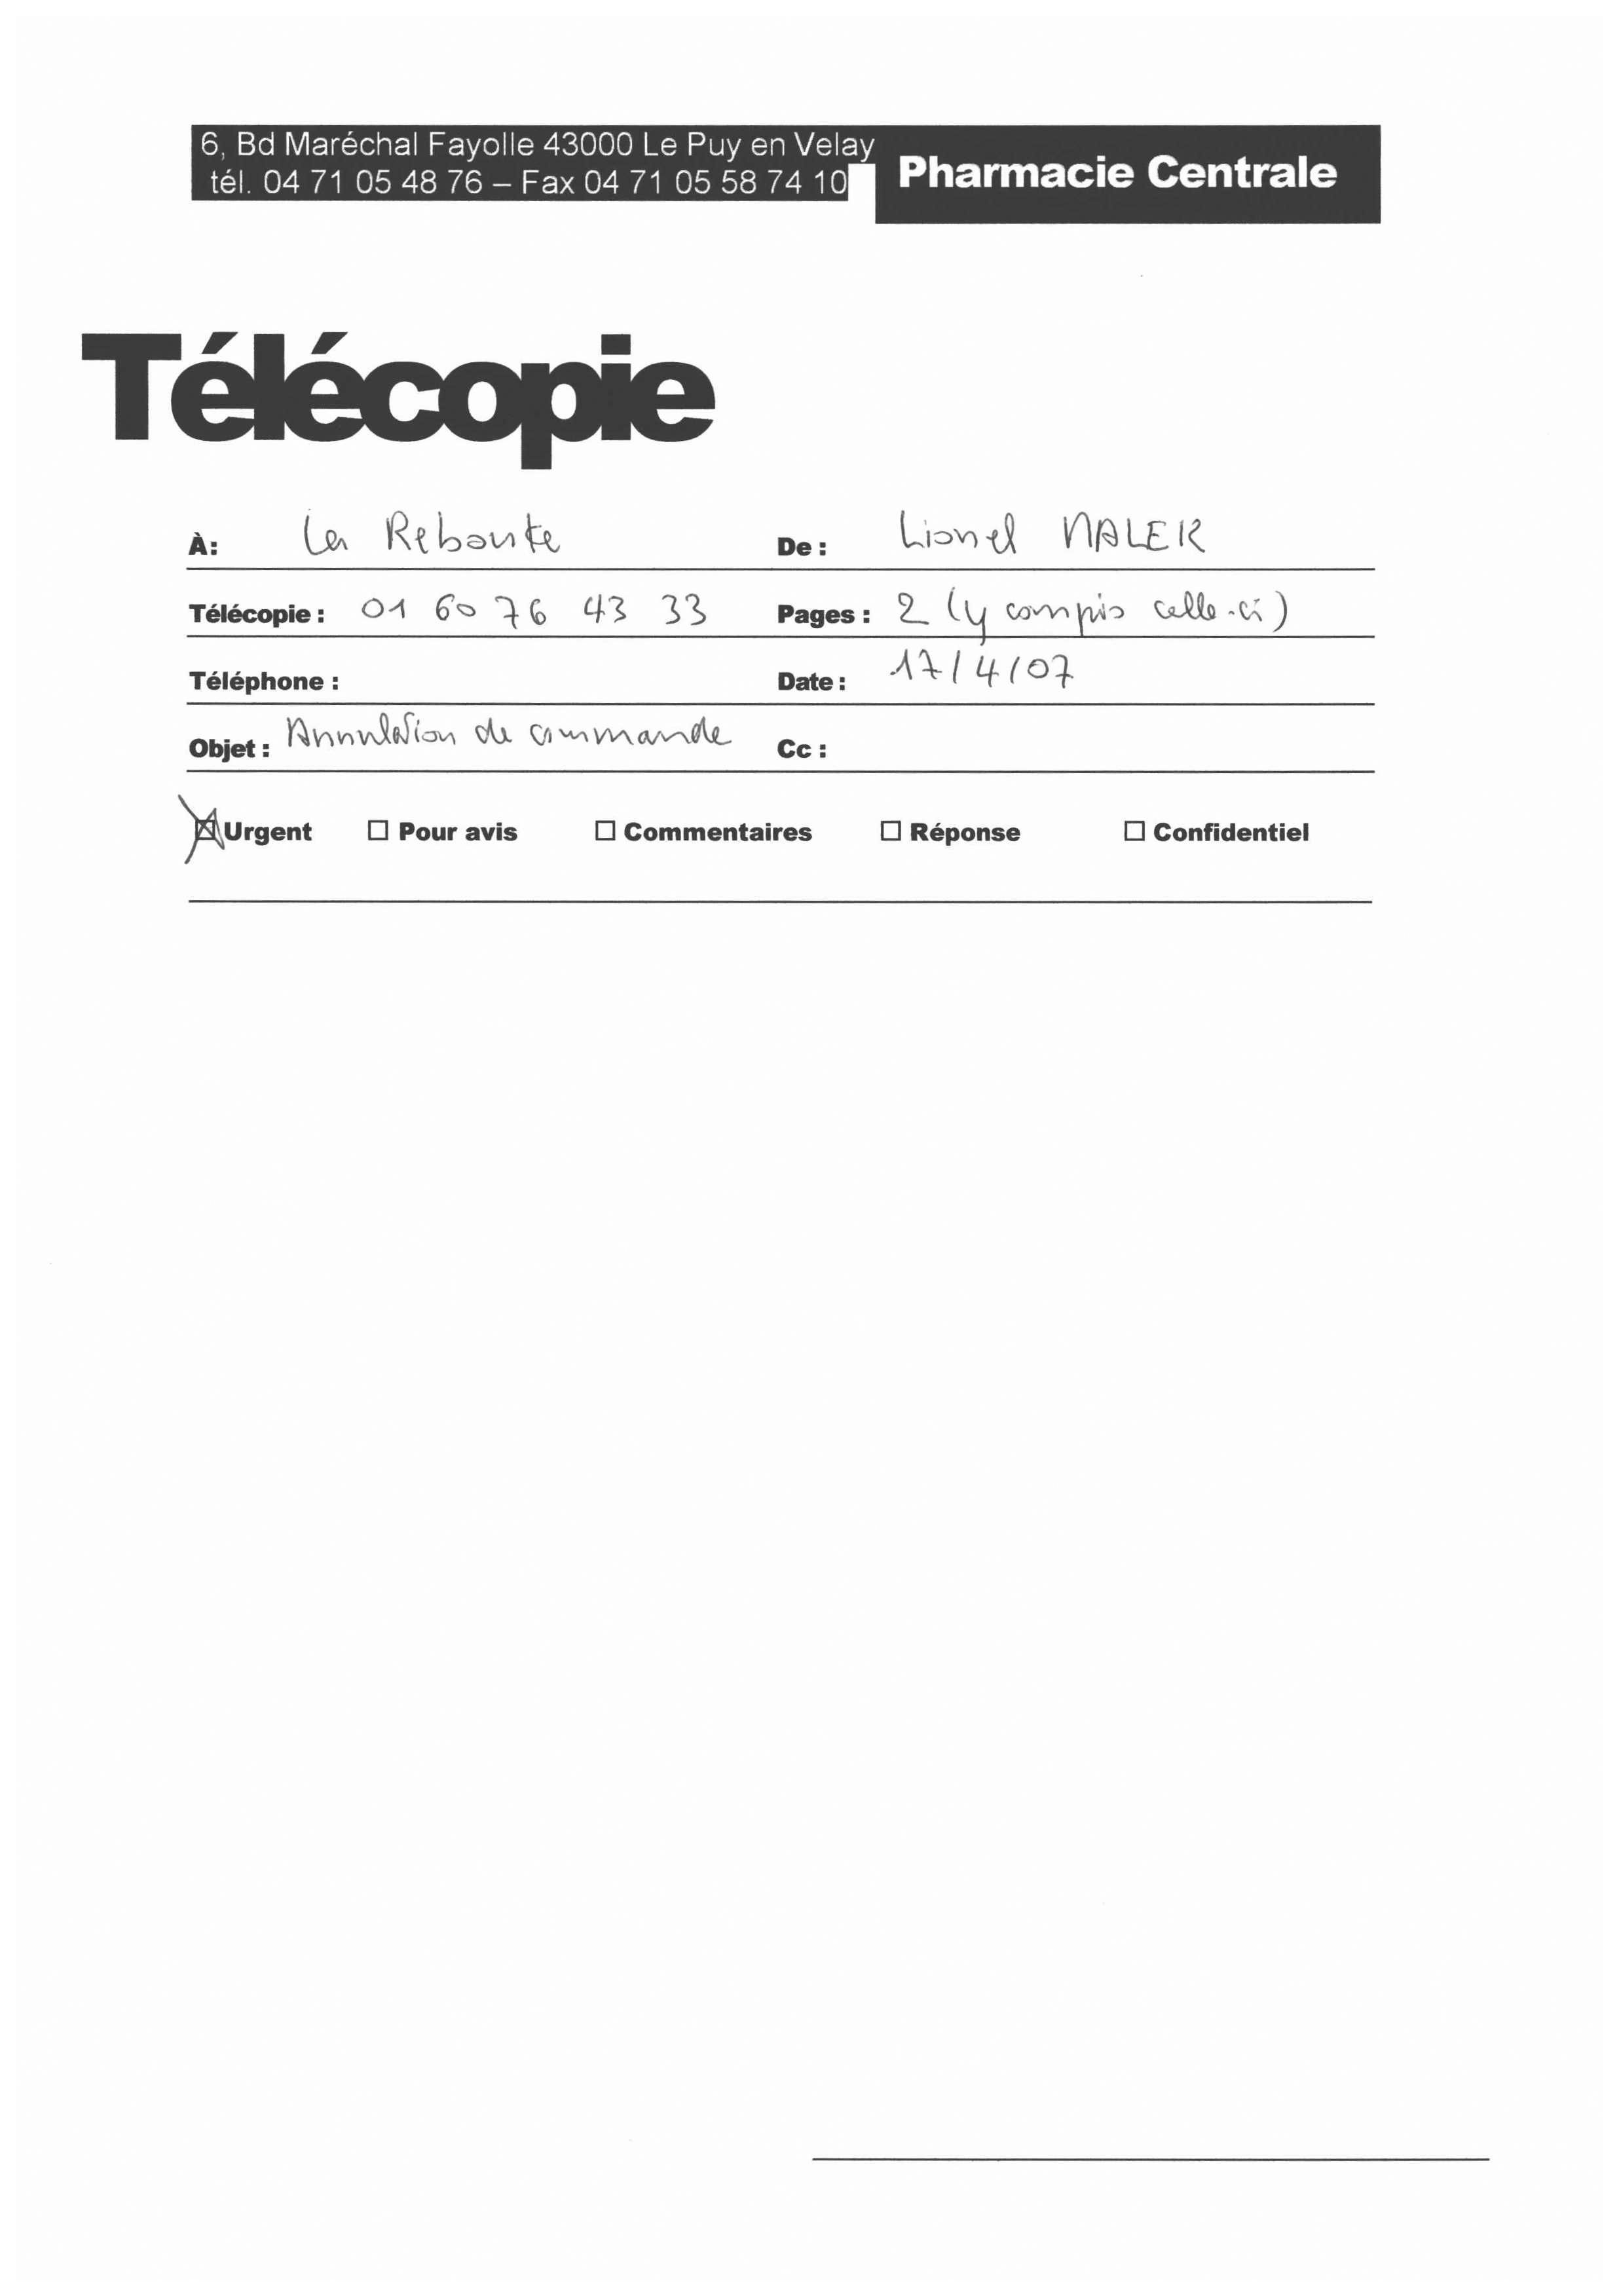 6, Bd Maréchal Fayolle 43000 Le Puy en Velay
tél. 04 71 05 48 76 – Fax 04 71 05 58 74 10
Pharmacie Centrale
Télécopie
À: La Reboute De : Lionel NALER
Télécopie : 01 60 76 43 33 Pages : 2 (y compris celle-ci)
Téléphone : Date : 17/4/07
Objet : Annulation de commande Cc :
☒ Urgent ☐ Pour avis ☐ Commentaires ☐ Réponse ☐ Confidentiel